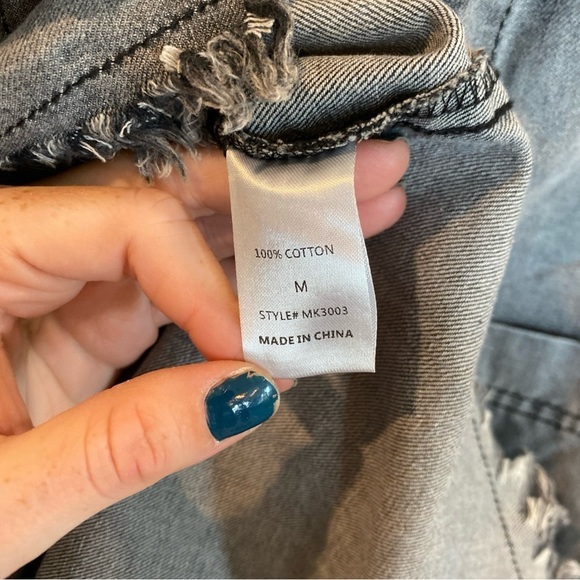 100% COTTON
M
STYLE# MK3003
MADE IN CHINA